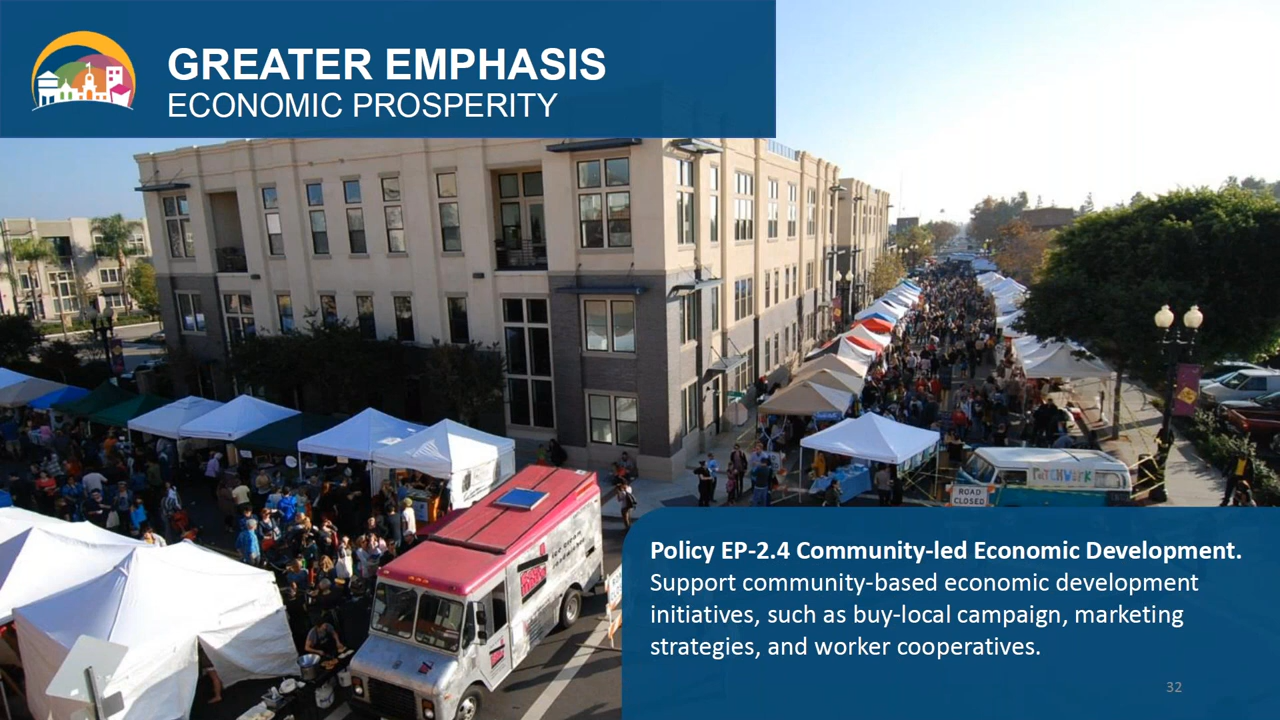 GREATER EMPHASIS
ECONOMIC PROSPERITY
ROAD
CLOSED
PATCHWORK
Policy EP-2.4 Community-led Economic Development.
Support community-based economic development
initiatives, such as buy-local campaign, marketing
strategies, and worker cooperatives.
32